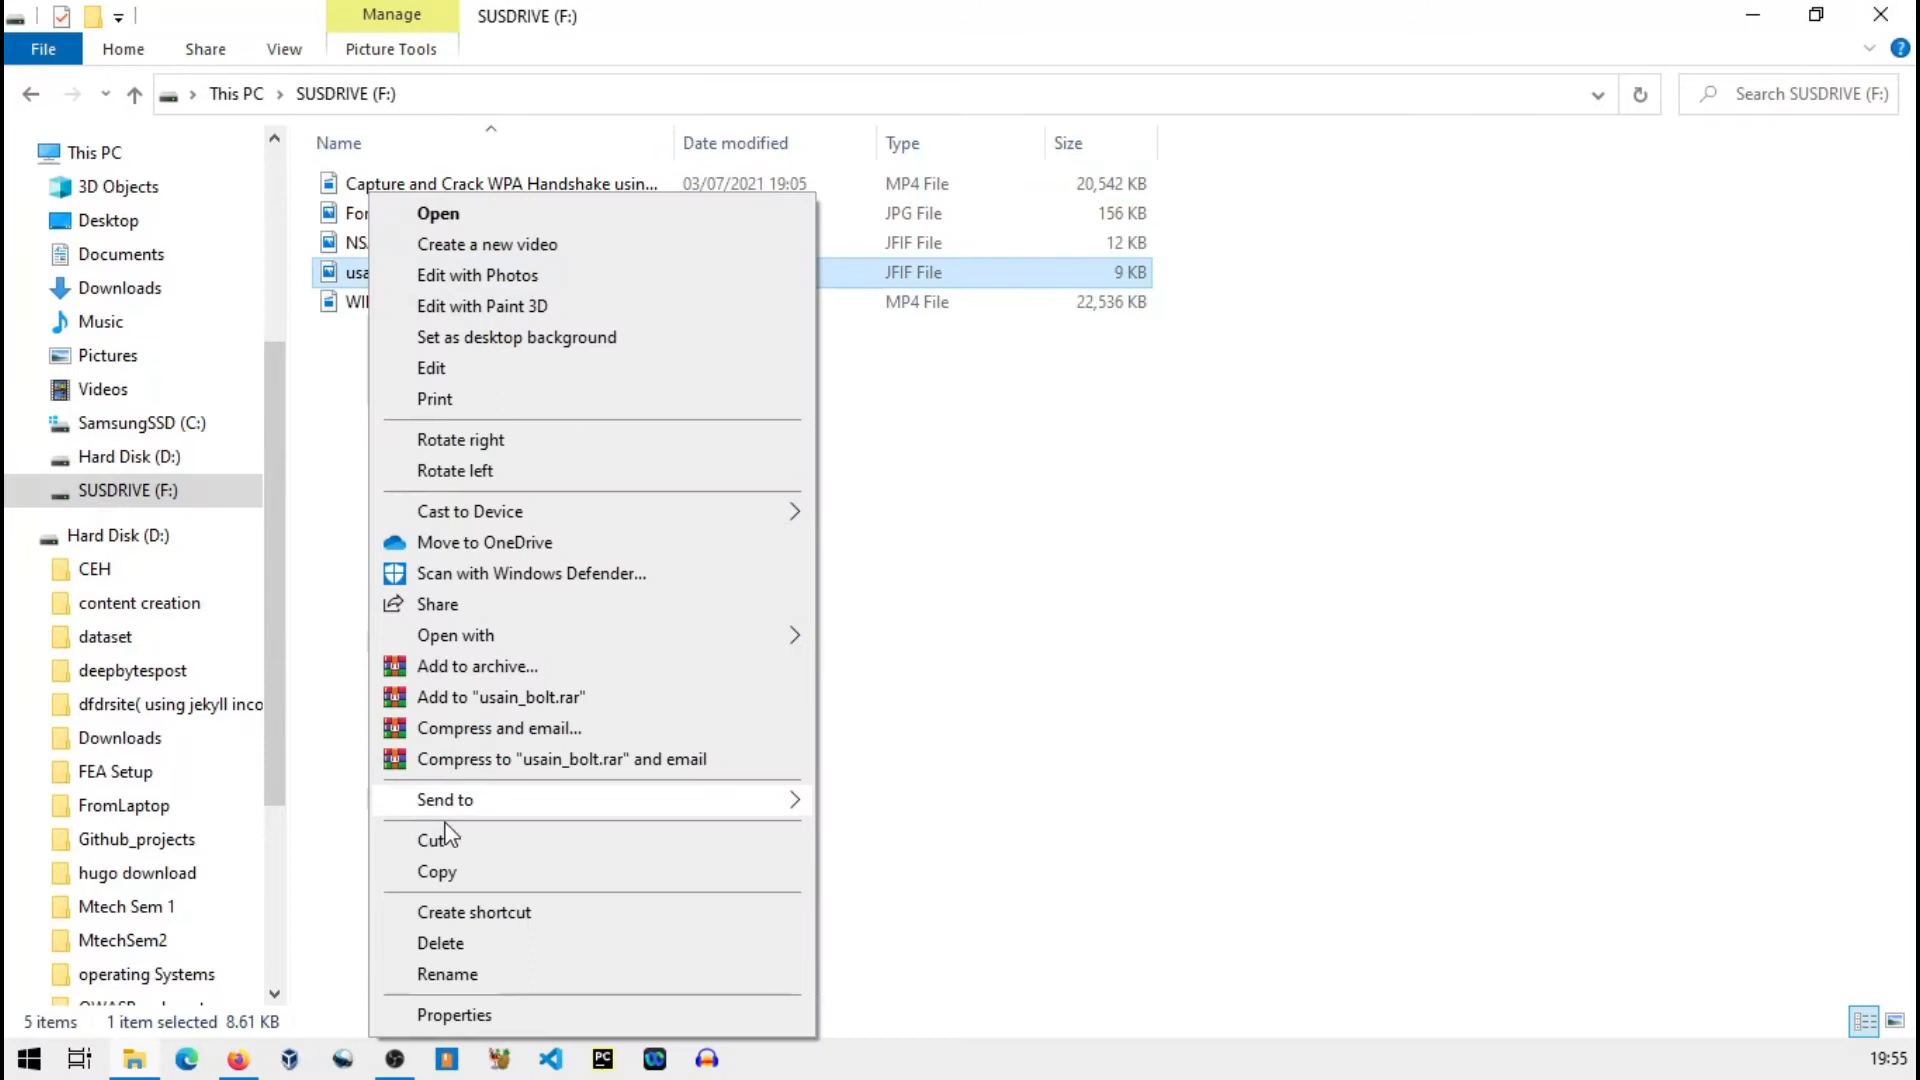 Manage
SUSDRIVE (F:)
File
Home
Share
View
Picture Tools
This PC
SUSDRIVE (F:)
Search SUSDRIVE (F:)
Name
Date modified
Type
Size
This PC
3D Objects
Desktop
Documents
Downloads
Music
Pictures
Videos
SamsungSSD (C:)
Hard Disk (D:)
SUSDRIVE (F:)
Hard Disk (D:)
CEH
content creation
dataset
deepbytespost
dfdrsite( using jekyll inco
Downloads
FEA Setup
FromLaptop
Github_projects
hugo download
Mtech Sem 1
MtechSem2
operating Systems
Capture and Crack WPA Handshake usin... 03/07/2021 19:05 MP4 File 20,542 KB
For JPG File 156 KB
NS JFIF File 12 KB
usa JFIF File 9 KB
WI MP4 File 22,536 KB
Open
Create a new video
Edit with Photos
Edit with Paint 3D
Set as desktop background
Edit
Print
Rotate right
Rotate left
Cast to Device
Move to OneDrive
Scan with Windows Defender...
Share
Open with
Add to archive...
Add to "usain_bolt.rar"
Compress and email...
Compress to "usain_bolt.rar" and email
Send to
Cut
Copy
Create shortcut
Delete
Rename
Properties
5 items 1 item selected 8.61 KB
PC
19:55